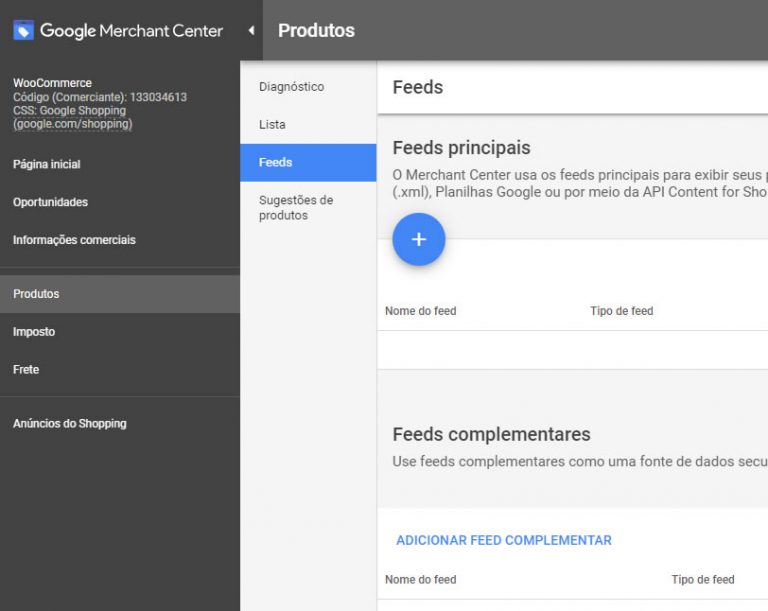 Google Merchant Center
Produtos
WooCommerce
Código (Comerciante): 133034613
CSS: Google Shopping
(google.com/shopping)
Página inicial
Oportunidades
Informações comerciais
Produtos
Imposto
Frete
Anúncios do Shopping
Diagnóstico
Lista
Feeds
Sugestões de
produtos
Feeds
Feeds principais
O Merchant Center usa os feeds principais para exibir seus p
(.xml), Planilhas Google ou por meio da API Content for Sho
+
Nome do feed Tipo de feed
Feeds complementares
Use feeds complementares como uma fonte de dados secu
ADICIONAR FEED COMPLEMENTAR
Nome do feed Tipo de feed